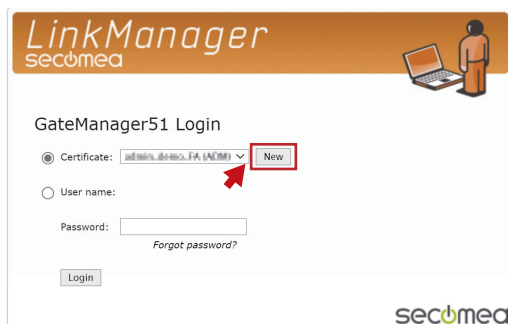 LinkManager
secomea
GateManager51 Login
Certificate: New
User name:
Password:
Forgot password?
Login
secomea